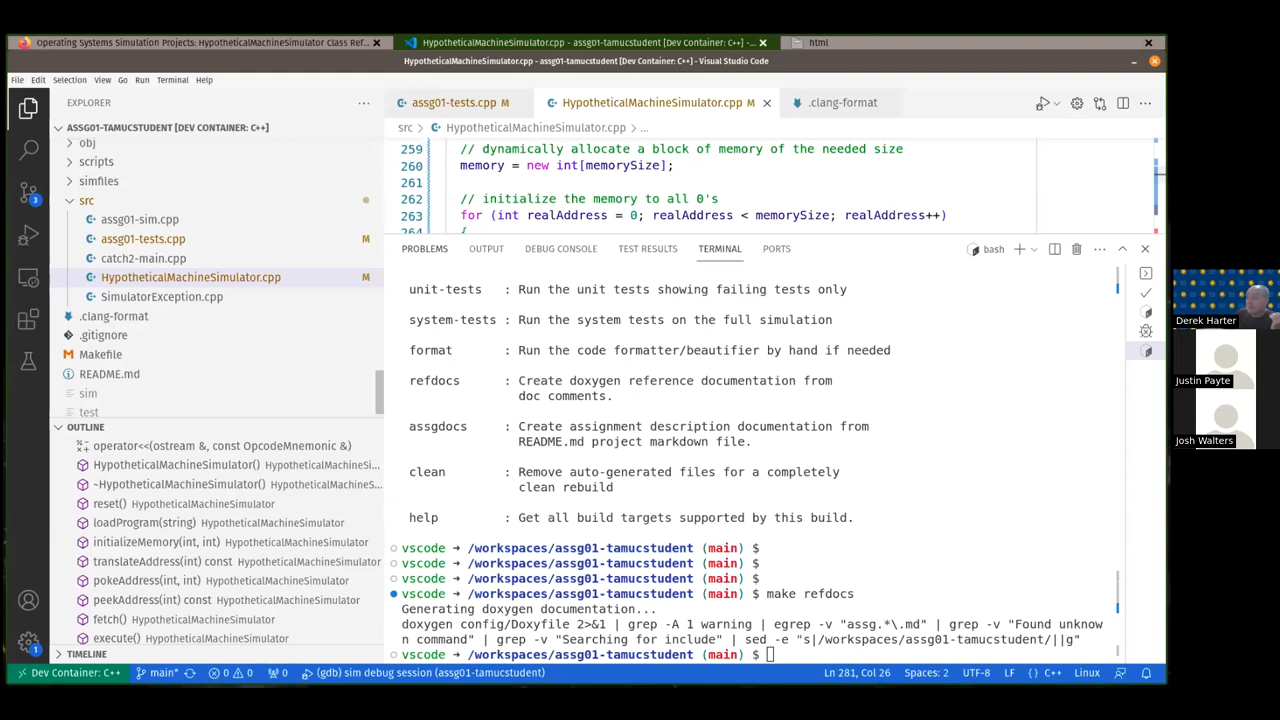 Operating Systems Simulation Projects: HypotheticalMachineSimulator Class Ref...
HypotheticalMachineSimulator.cpp - assg01-tamucstudent [Dev Container: C++] - ...
html
HypotheticalMachineSimulator.cpp - assg01-tamucstudent [Dev Container: C++] - Visual Studio Code
File Edit Selection View Go Run Terminal Help
EXPLORER
ASSG01-TAMUCSTUDENT [DEV CONTAINER: C++]
obj
scripts
simfiles
src
assg01-sim.cpp
assg01-tests.cpp M
catch2-main.cpp
HypotheticalMachineSimulator.cpp M
SimulatorException.cpp
.clang-format
.gitignore
Makefile
README.md
sim
test
OUTLINE
operator<<(ostream &, const OpcodeMnemonic &)
HypotheticalMachineSimulator() HypotheticalMachineSi...
~HypotheticalMachineSimulator() HypotheticalMachineS...
reset() HypotheticalMachineSimulator
loadProgram(string) HypotheticalMachineSimulator
initializeMemory(int, int) HypotheticalMachineSimulator
translateAddress(int) const HypotheticalMachineSimulator
pokeAddress(int, int) HypotheticalMachineSimulator
peekAddress(int) const HypotheticalMachineSimulator
fetch() HypotheticalMachineSimulator
execute() HypotheticalMachineSimulator
TIMELINE
3
1
assg01-tests.cpp M
HypotheticalMachineSimulator.cpp M
.clang-format
src > HypotheticalMachineSimulator.cpp > ...
259 // dynamically allocate a block of memory of the needed size
260 memory = new int[memorySize];
261
262 // initialize the memory to all 0's
263 for (int realAddress = 0; realAddress < memorySize; realAddress++)
264 {
PROBLEMS OUTPUT DEBUG CONSOLE TEST RESULTS TERMINAL PORTS
bash
unit-tests : Run the unit tests showing failing tests only
system-tests : Run the system tests on the full simulation
format : Run the code formatter/beautifier by hand if needed
refdocs : Create doxygen reference documentation from
doc comments.
assgdocs : Create assignment description documentation from
README.md project markdown file.
clean : Remove auto-generated files for a completely
clean rebuild
help : Get all build targets supported by this build.
vscode ➜ /workspaces/assg01-tamucstudent (main) $
vscode ➜ /workspaces/assg01-tamucstudent (main) $
vscode ➜ /workspaces/assg01-tamucstudent (main) $
vscode ➜ /workspaces/assg01-tamucstudent (main) $ make refdocs
Generating doxygen documentation...
doxygen config/Doxyfile 2>&1 | grep -A 1 warning | egrep -v "assg.*\.md" | grep -v "Found unknow
n command" | grep -v "Searching for include" | sed -e "s|/workspaces/assg01-tamucstudent/||g"
vscode ➜ /workspaces/assg01-tamucstudent (main) $
Dev Container: C++ main* 0 0 0 (gdb) sim debug session (assg01-tamucstudent) Ln 281, Col 26 Spaces: 2 UTF-8 LF {} C++ Linux
Derek Harter
Justin Payte
Josh Walters